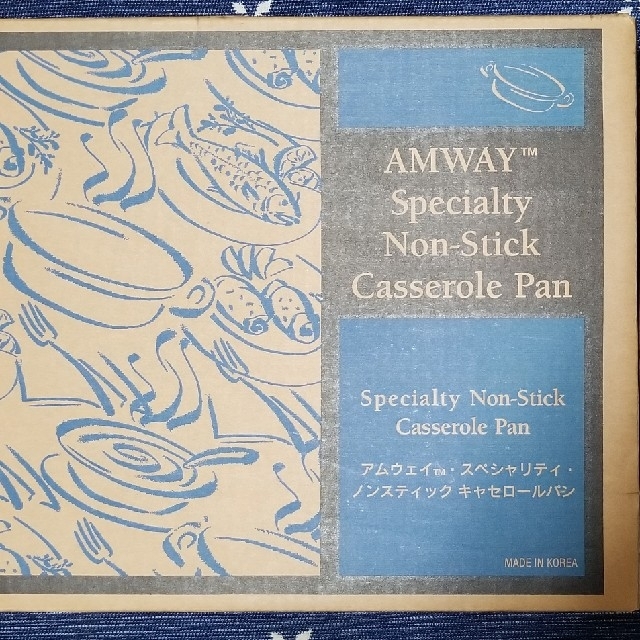 AMWAY™
Specialty
Non-Stick
Casserole Pan
Specialty Non-Stick
Casserole Pan
アムウェイ™・スペシャリティ・
ノンスティック キャセロールパン
MADE IN KOREA